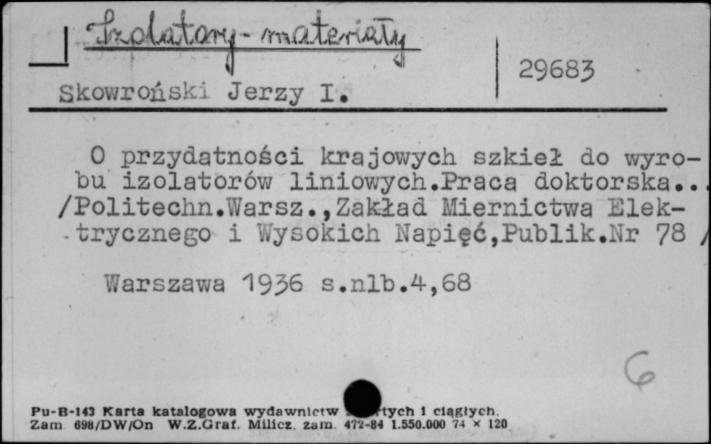 Izolatory - materiały
29683
Skowroński Jerzy I.
O przydatności krajowych szkieł do wyro-
bu izolatorów liniowych.Praca doktorska...
/Politechn.Warsz.,Zakład Miernictwa Elek-
trycznego i Wysokich Napięć,Publik.Nr 78 /
Warszawa 1936 s.nlb.4,68
6
Pu-B-143 Karta katalogowa wydawnictw i ciągłych.
Zam 698/DW/On W.Z.Graf. Milicz. zam. 472-84 1.550.000 74 × 120